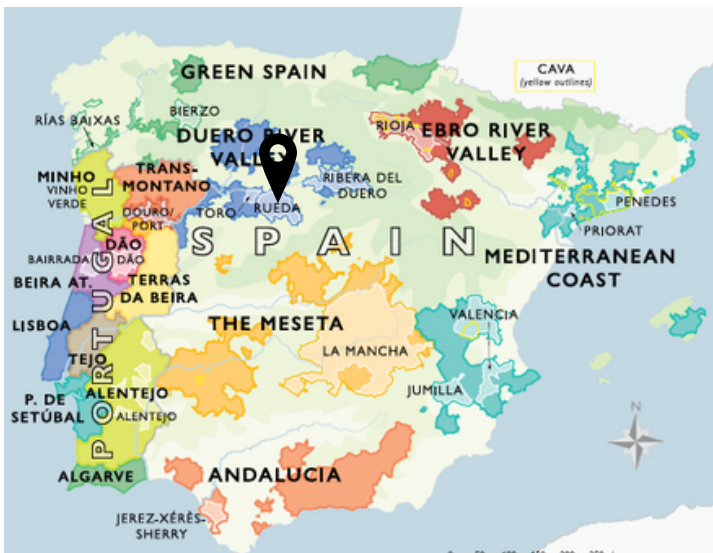 CAVA
(yellow outlines)
GREEN SPAIN
BIERZO
RÍAS BAIXAS
DUERO RIVER
VALLEY
RIOJA
EBRO RIVER
VALLEY
MINHO
VINHO
VERDE
TRANS-
MONTANO
RIBERA DEL
DUERO
TORO
RUEDA
DOURO/
PORT
PENEDES
PRIORAT
SPAIN
PORTUGAL
DÃO
DÃO
BAIRRADA
MEDITERRANEAN
COAST
BEIRA AT.
TERRAS
DA BEIRA
LISBOA
THE MESETA
VALENCIA
TEJO
LA MANCHA
P. DE
SETÚBAL
ALENTEJO
ALENTEJO
JUMILLA
N
ALGARVE
ANDALUCIA
JEREZ-XÉRÈS-
SHERRY